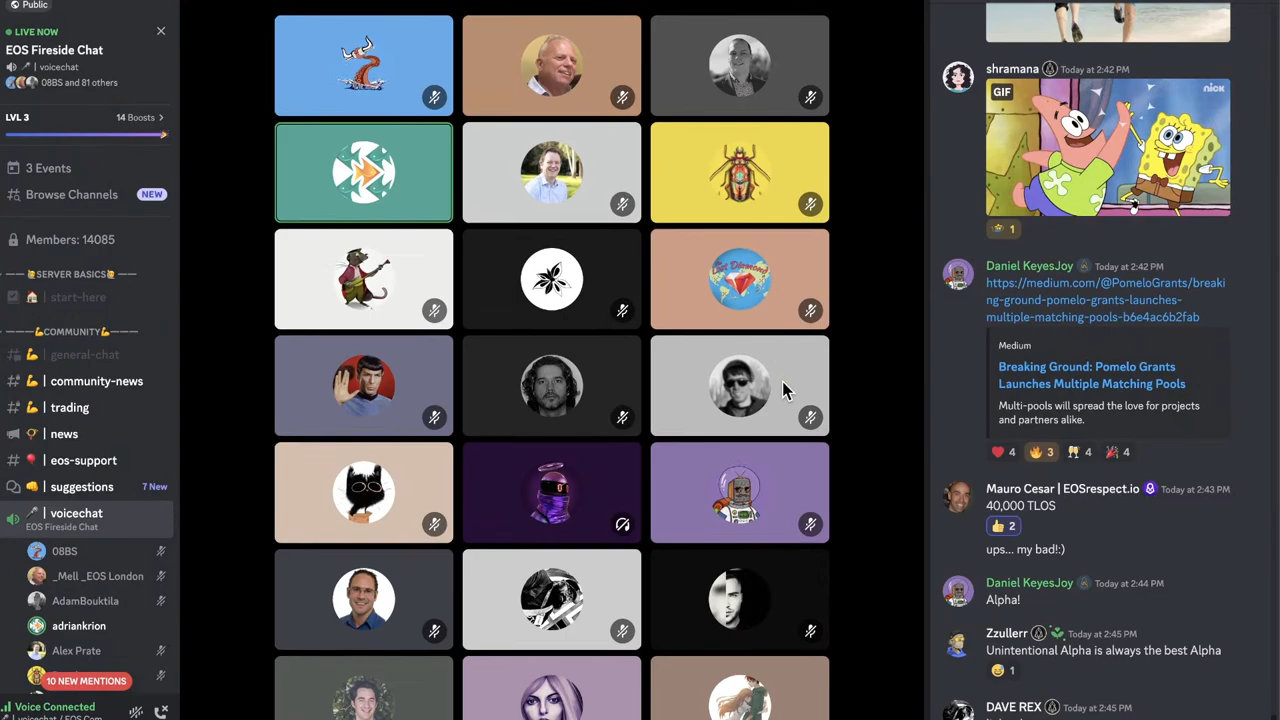 Public
LIVE NOW
EOS Fireside Chat
| voicechat
08BS and 81 others
LVL 3
14 Boosts
3 Events
Browse Channels
NEW
Members: 14085
SERVER BASICS
| start-here
COMMUNITY
| general-chat
| community-news
| trading
| news
| eos-support
| suggestions
7 New
| voicechat
EOS Fireside Chat
08BS
_Mell _EOS London
AdamBouktila
adriankrion
Alex Prate
10 NEW MENTIONS
Voice Connected
voicechat / EOS Com
LOST DIAMOND
shramana
Today at 2:42 PM
GIF
NICK
1
Daniel KeyesJoy
Today at 2:42 PM
https://medium.com/@PomeloGrants/breaki
ng-ground-pomelo-grants-launches-
multiple-matching-pools-b6e4ac6b2fab
Medium
Breaking Ground: Pomelo Grants
Launches Multiple Matching Pools
Multi-pools will spread the love for projects
and partners alike.
4
3
4
4
Mauro Cesar | EOSrespect.io
Today at 2:43 PM
40,000 TLOS
2
ups... my bad!:)
Daniel KeyesJoy
Today at 2:44 PM
Alpha!
Zzullerr
Today at 2:45 PM
Unintentional Alpha is always the best Alpha
1
DAVE REX
Today at 2:45 PM